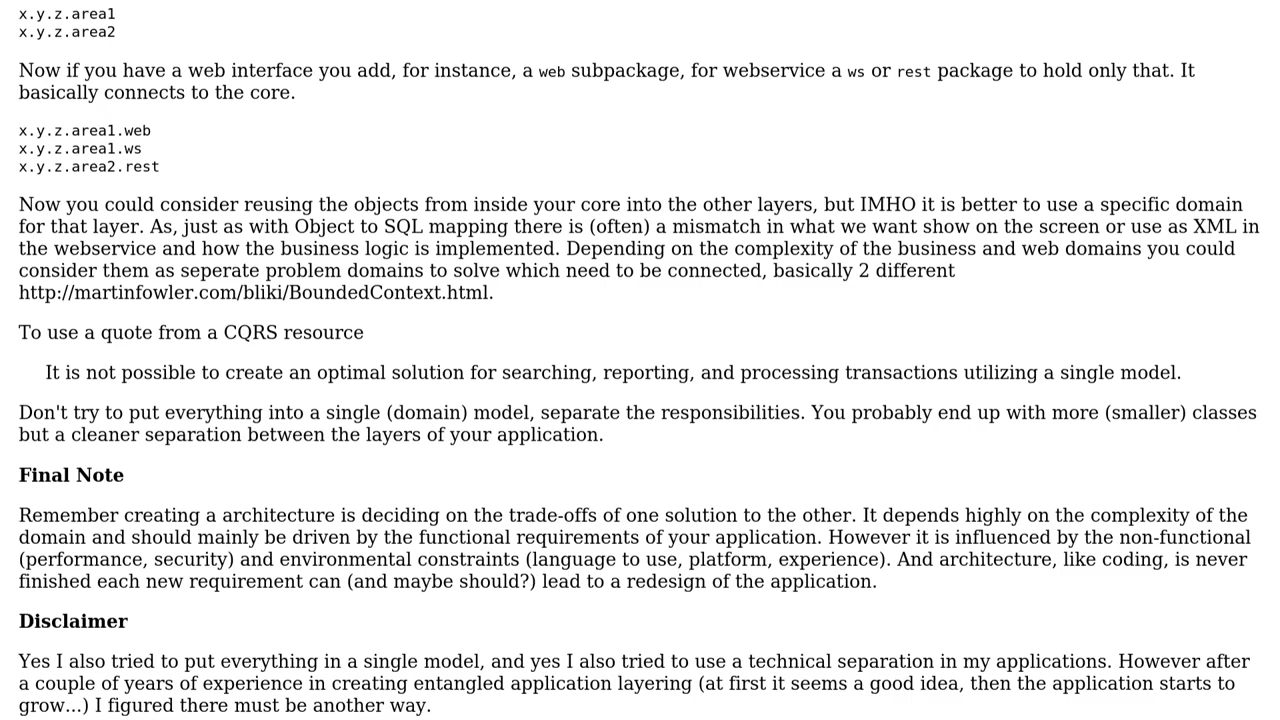 x.y.z.area1
x.y.z.area2
Now if you have a web interface you add, for instance, a web subpackage, for webservice a ws or rest package to hold only that. It
basically connects to the core.
x.y.z.area1.web
x.y.z.area1.ws
x.y.z.area2.rest
Now you could consider reusing the objects from inside your core into the other layers, but IMHO it is better to use a specific domain
for that layer. As, just as with Object to SQL mapping there is (often) a mismatch in what we want show on the screen or use as XML in
the webservice and how the business logic is implemented. Depending on the complexity of the business and web domains you could
consider them as seperate problem domains to solve which need to be connected, basically 2 different
http://martinfowler.com/bliki/BoundedContext.html.
To use a quote from a CQRS resource
It is not possible to create an optimal solution for searching, reporting, and processing transactions utilizing a single model.
Don't try to put everything into a single (domain) model, separate the responsibilities. You probably end up with more (smaller) classes
but a cleaner separation between the layers of your application.
Final Note
Remember creating a architecture is deciding on the trade-offs of one solution to the other. It depends highly on the complexity of the
domain and should mainly be driven by the functional requirements of your application. However it is influenced by the non-functional
(performance, security) and environmental constraints (language to use, platform, experience). And architecture, like coding, is never
finished each new requirement can (and maybe should?) lead to a redesign of the application.
Disclaimer
Yes I also tried to put everything in a single model, and yes I also tried to use a technical separation in my applications. However after
a couple of years of experience in creating entangled application layering (at first it seems a good idea, then the application starts to
grow...) I figured there must be another way.